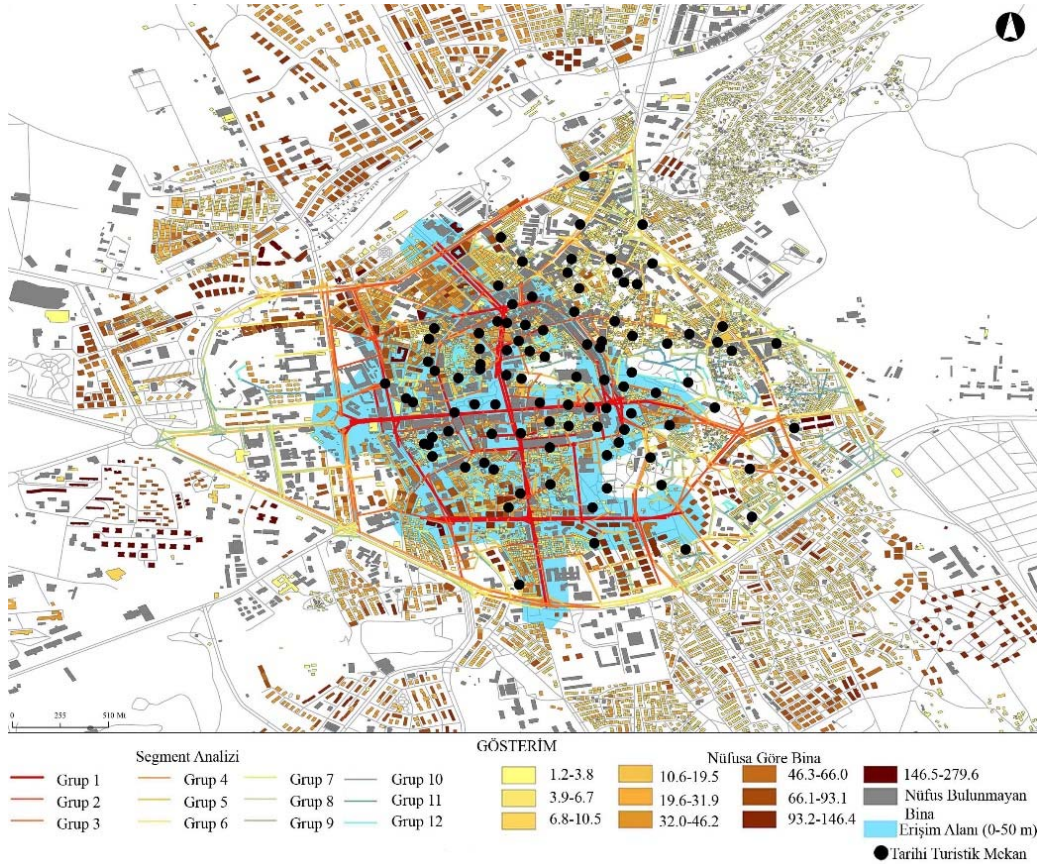 0 255 510 Mt
GÖSTERİM
Segment Analizi
Grup 1 Grup 4 Grup 7 Grup 10
Grup 2 Grup 5 Grup 8 Grup 11
Grup 3 Grup 6 Grup 9 Grup 12
Nüfusa Göre Bina
1.2-3.8 10.6-19.5 46.3-66.0 146.5-279.6
3.9-6.7 19.6-31.9 66.1-93.1 Nüfus Bulunmayan
Bina
6.8-10.5 32.0-46.2 93.2-146.4 Erişim Alanı (0-50 m)
Tarihi Turistik Mekan